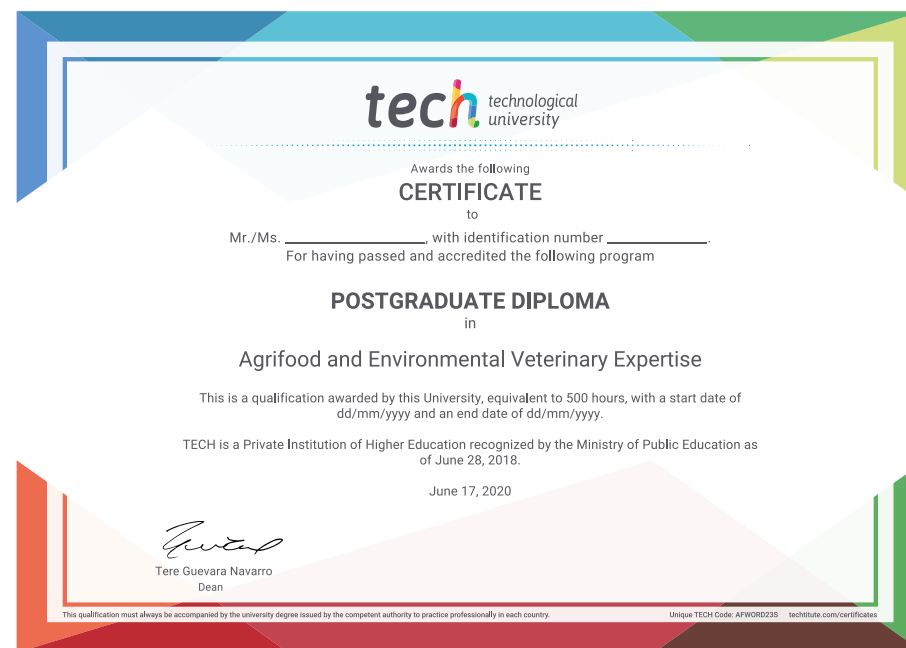 tech technological
university
Awards the following
CERTIFICATE
to
Mr./Ms. ____________________, with identification number ______________.
For having passed and accredited the following program
POSTGRADUATE DIPLOMA
in
Agrifood and Environmental Veterinary Expertise
This is a qualification awarded by this University, equivalent to 500 hours, with a start date of
dd/mm/yyyy and an end date of dd/mm/yyyy.
TECH is a Private Institution of Higher Education recognized by the Ministry of Public Education as
of June 28, 2018.
June 17, 2020
Tere Guevara Navarro
Dean
This qualification must always be accompanied by the university degree issued by the competent authority to practice professionally in each country. Unique TECH Code: AFWORD23S techtitute.com/certificates